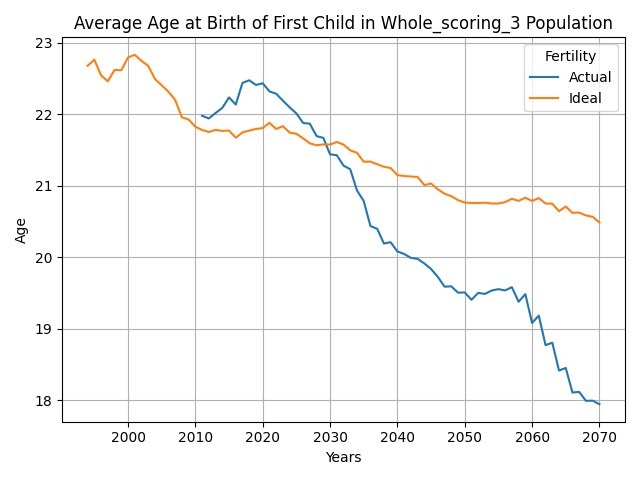 Average Age at Birth of First Child in Whole_scoring_3 Population
Fertility
Actual
Ideal
Age
23
22
21
20
19
18
2000 2010 2020 2030 2040 2050 2060 2070
Years